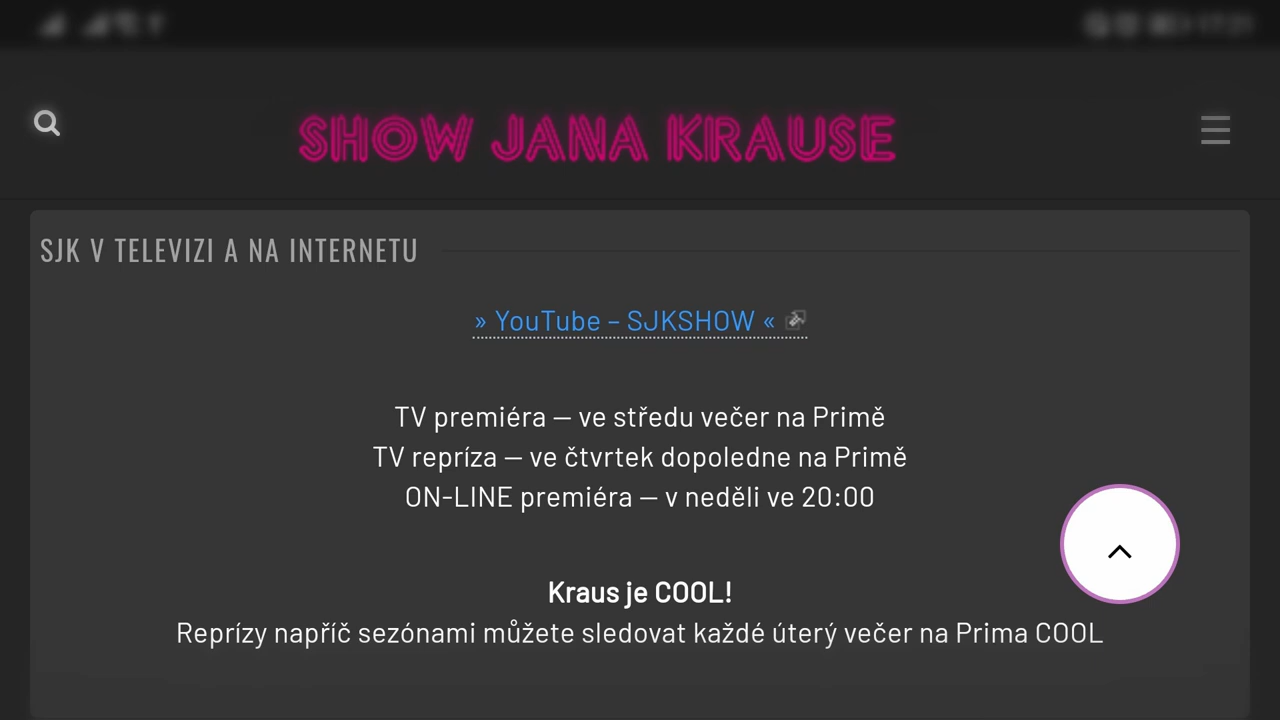 SHOW JANA KRAUSE
SJK V TELEVIZI A NA INTERNETU
» YouTube – SJKSHOW «
TV premiéra — ve středu večer na Primě
TV repríza — ve čtvrtek dopoledne na Primě
ON-LINE premiéra — v neděli ve 20:00
Kraus je COOL!
Reprízy napříč sezónami můžete sledovat každé úterý večer na Prima COOL